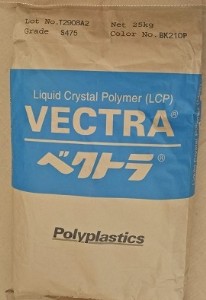 Lot No.12908A2 Net 25kg
Grade S475 Color No.BK210P
Liquid Crystal Polymer (LCP)
VECTRA®
ベクトラ®
Polyplastics